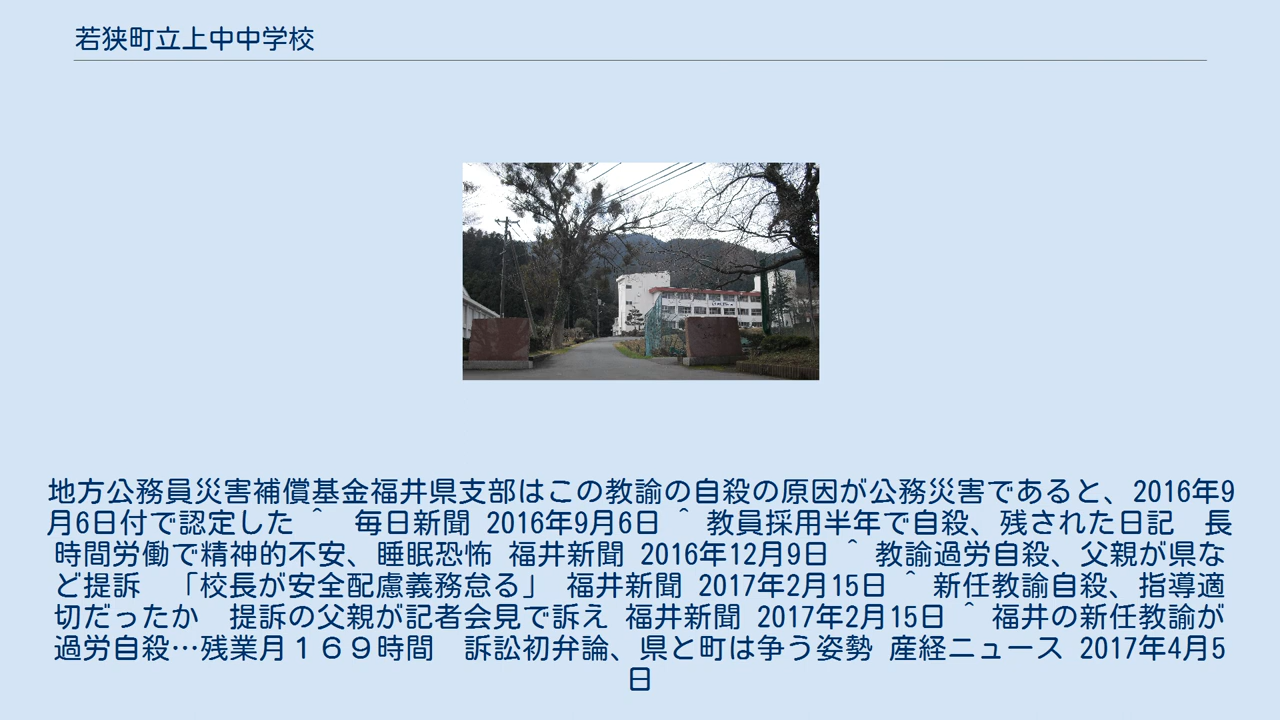 若狭町立上中中学校
地方公務員災害補償基金福井県支部はこの教諭の自殺の原因が公務災害であると、2016年9
月6日付で認定した ＾　毎日新聞 2016年9月6日 ＾ 教員採用半年で自殺、残された日記　長
時間労働で精神的不安、睡眠恐怖 福井新聞 2016年12月9日 ＾ 教諭過労自殺、父親が県な
ど提訴　「校長が安全配慮義務怠る」 福井新聞 2017年2月15日 ＾ 新任教諭自殺、指導適
切だったか　提訴の父親が記者会見で訴え 福井新聞 2017年2月15日 ＾ 福井の新任教諭が
過労自殺…残業月１６９時間　訴訟初弁論、県と町は争う姿勢 産経ニュース 2017年4月5
日